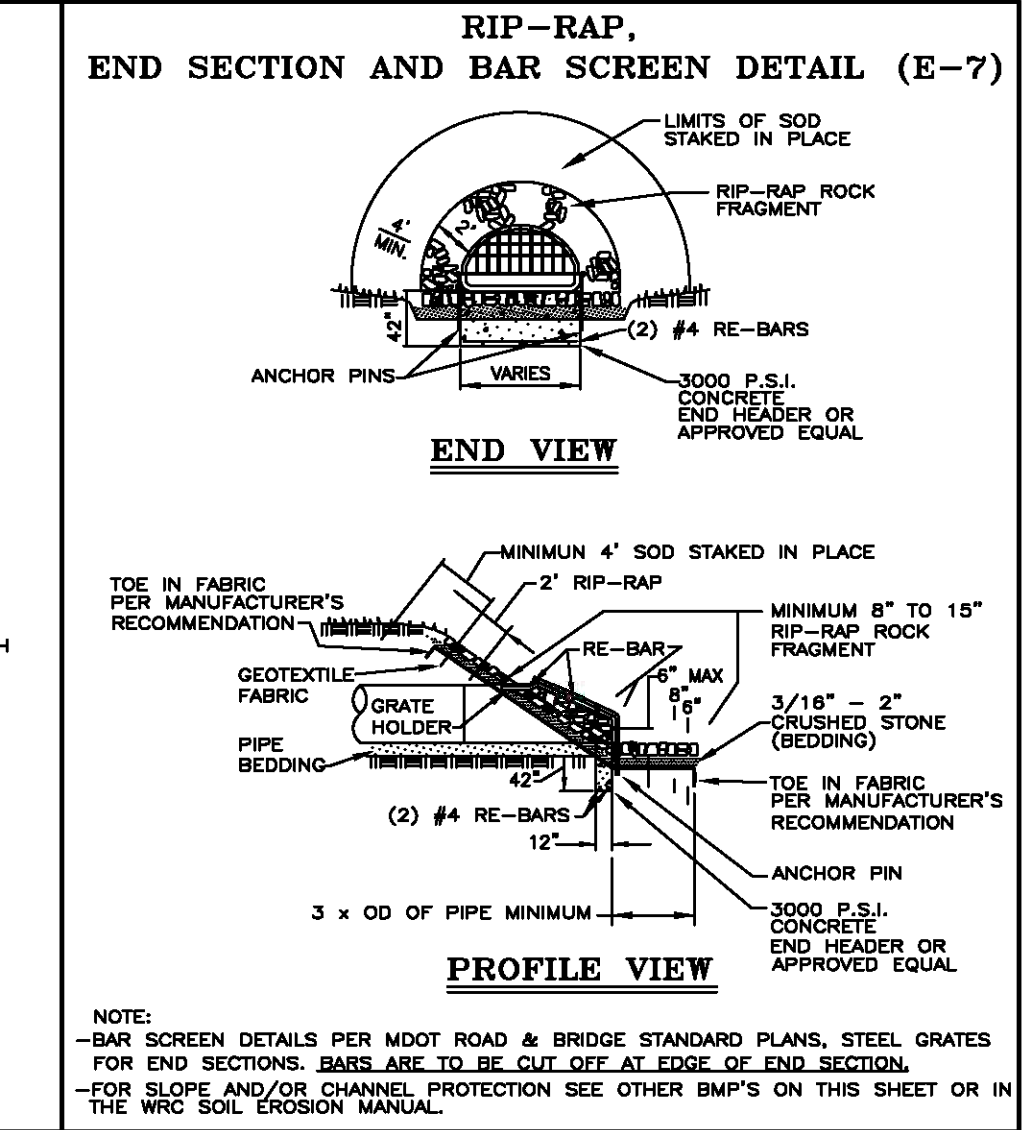 RIP-RAP,
END SECTION AND BAR SCREEN DETAIL (E-7)
LIMITS OF SOD
STAKED IN PLACE
RIP-RAP ROCK
FRAGMENT
4'
MIN.
2'
42"
(2) #4 RE-BARS
ANCHOR PINS
VARIES
3000 P.S.I.
CONCRETE
END HEADER OR
APPROVED EQUAL
END VIEW
MINIMUN 4' SOD STAKED IN PLACE
2' RIP-RAP
TOE IN FABRIC
PER MANUFACTURER'S
RECOMMENDATION
MINIMUM 8" TO 15"
RIP-RAP ROCK
FRAGMENT
RE-BAR
6" MAX
8"
6"
GEOTEXTILE
FABRIC
GRATE
HOLDER
3/16" - 2"
CRUSHED STONE
(BEDDING)
PIPE
BEDDING
42"
TOE IN FABRIC
PER MANUFACTURER'S
RECOMMENDATION
(2) #4 RE-BARS
12"
ANCHOR PIN
3 x OD OF PIPE MINIMUM
3000 P.S.I.
CONCRETE
END HEADER OR
APPROVED EQUAL
PROFILE VIEW
NOTE:
-BAR SCREEN DETAILS PER MDOT ROAD & BRIDGE STANDARD PLANS, STEEL GRATES
FOR END SECTIONS. BARS ARE TO BE CUT OFF AT EDGE OF END SECTION.
-FOR SLOPE AND/OR CHANNEL PROTECTION SEE OTHER BMP'S ON THIS SHEET OR IN
THE WRC SOIL EROSION MANUAL.
H